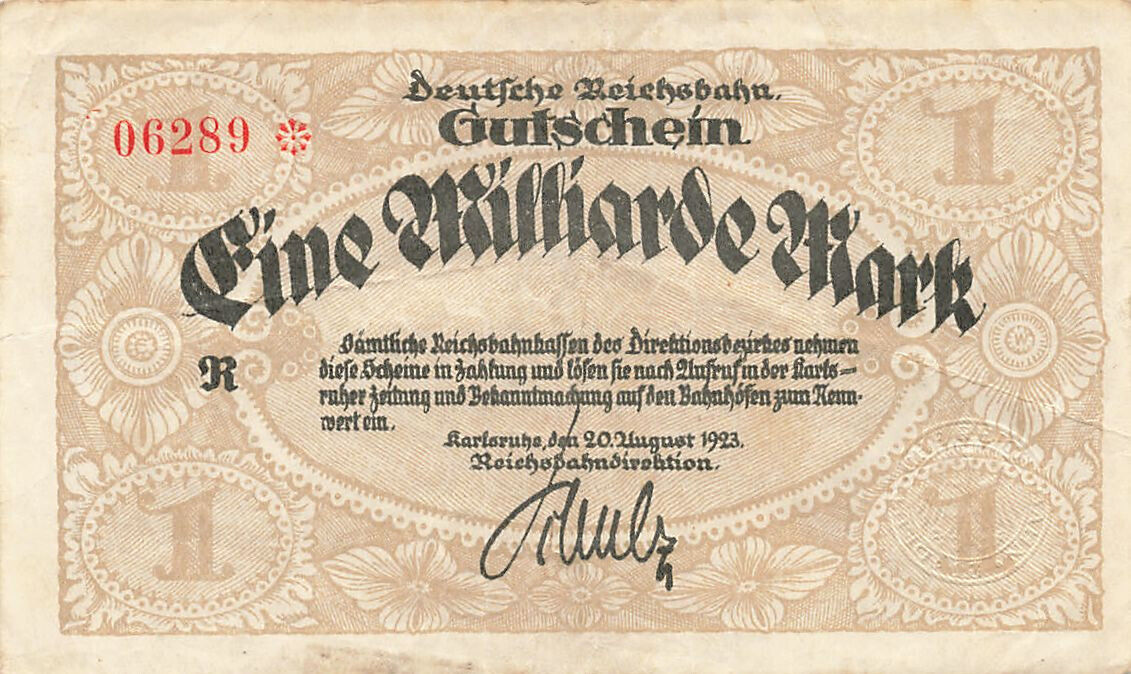 1
1
06289 *
Deutsche Reichsbahn.
Gutschein
Eine Milliarde Mark
Sämtliche Reichsbahnkassen des Direktionsbezirkes nehmen
diese Scheine in Zahlung und lösen sie nach Aufruf in der Karls-
ruher Zeitung und Bekanntmachung auf den Bahnhöfen zum Nenn-
wert ein.
R
Karlsruhe, den 20. August 1923.
Reichsbahndirektion.
1
1